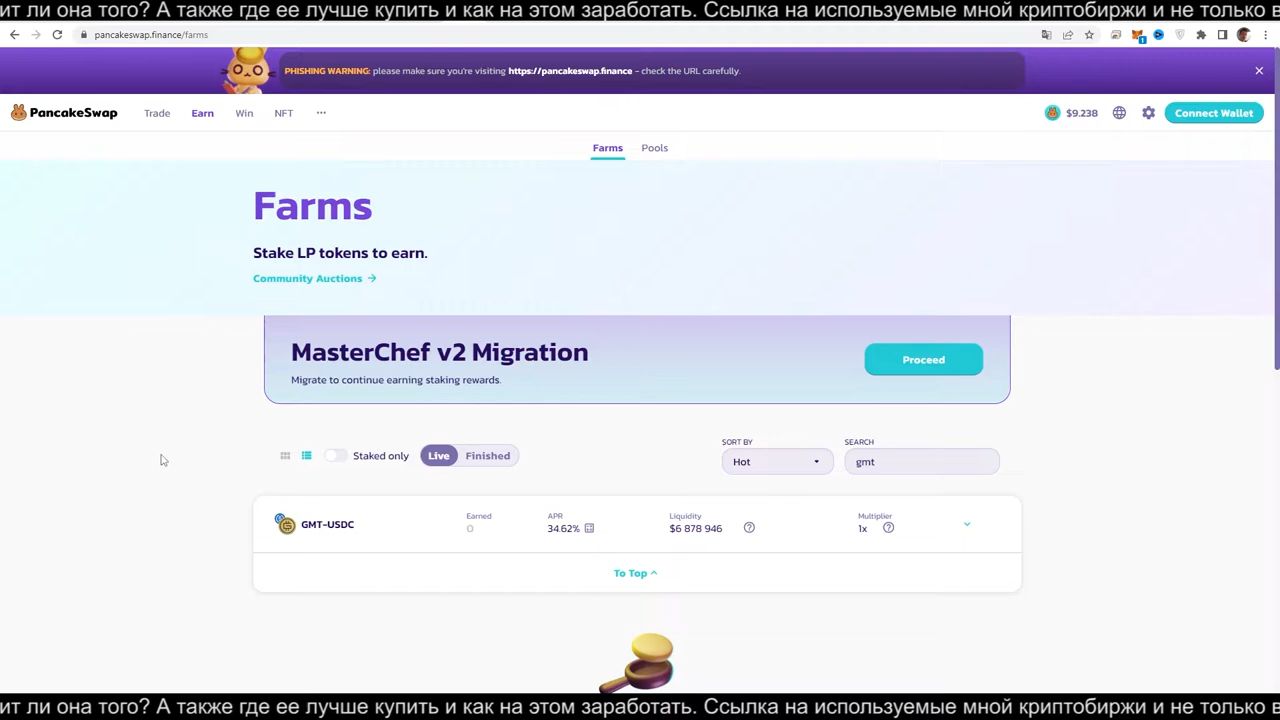 ит ли она того? А также где ее лучше купить и как на этом заработать. Ссылка на используемые мной криптобиржи и не только в
pancakeswap.finance/farms
1
PHISHING WARNING: please make sure you're visiting https://pancakeswap.finance - check the URL carefully.
PancakeSwap Trade Earn Win NFT ··· $9.238 Connect Wallet
Farms Pools
Farms
Stake LP tokens to earn.
Community Auctions
MasterChef v2 Migration
Proceed
Migrate to continue earning staking rewards.
SORT BY SEARCH
Staked only Live Finished Hot gmt
Earned APR Liquidity Multiplier
GMT-USDC 0 34.62% $6 878 946 1x
To Top
ит ли она того? А также где ее лучше купить и как на этом заработать. Ссылка на используемые мной криптобиржи и не только в